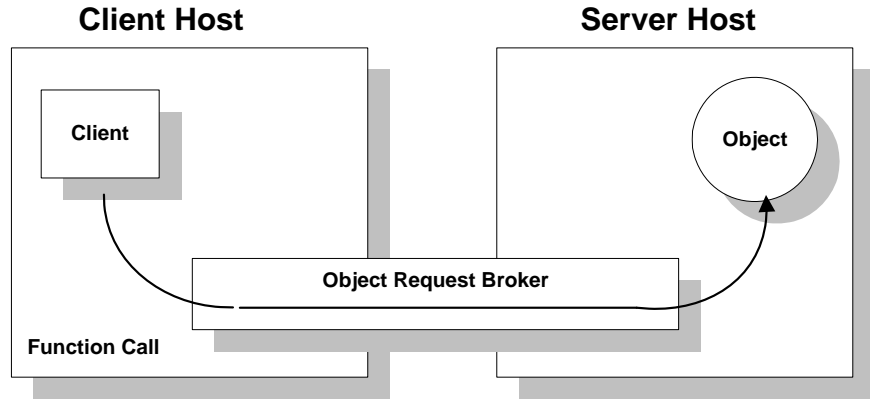 Client Host
Server Host
Client
Object
Object Request Broker
Function Call